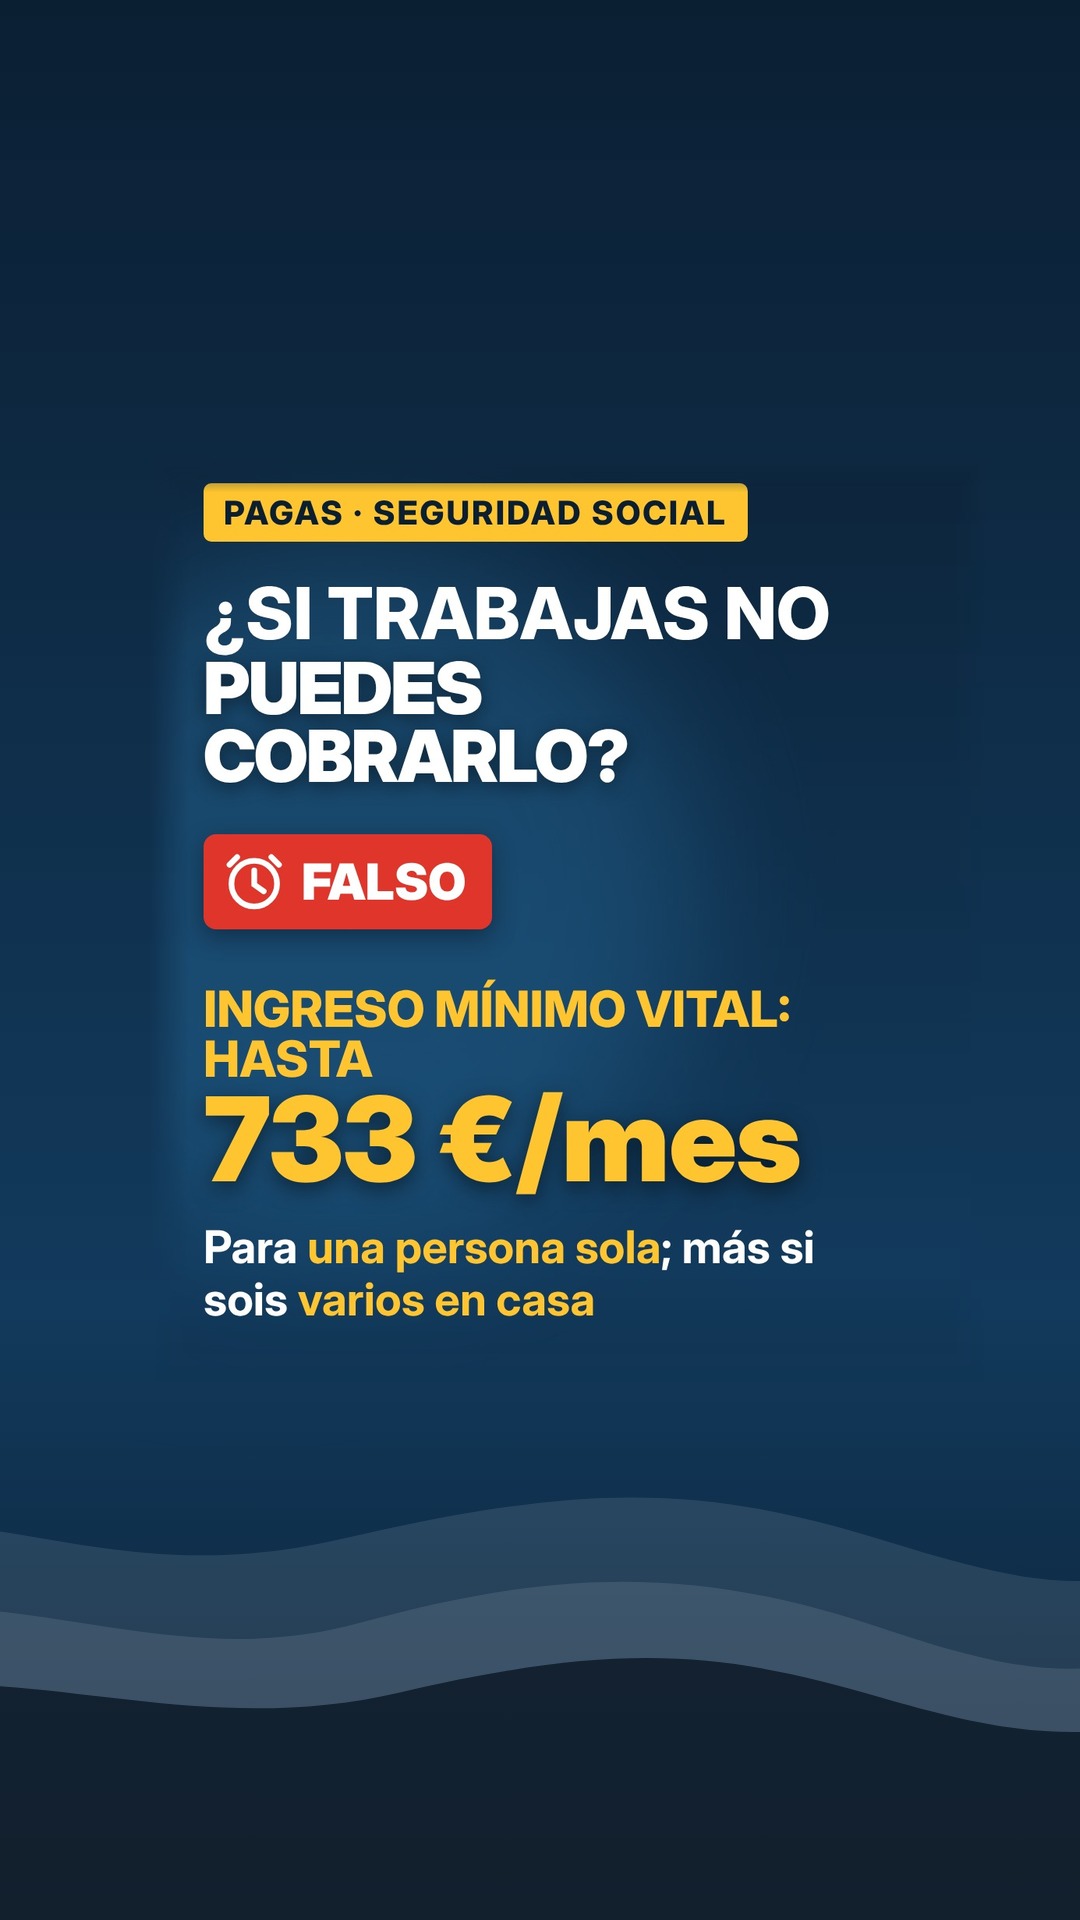 PAGAS · SEGURIDAD SOCIAL
¿SI TRABAJAS NO
PUEDES
COBRARLO?
FALSO
INGRESO MÍNIMO VITAL:
HASTA
733 €/mes
Para una persona sola; más si
sois varios en casa